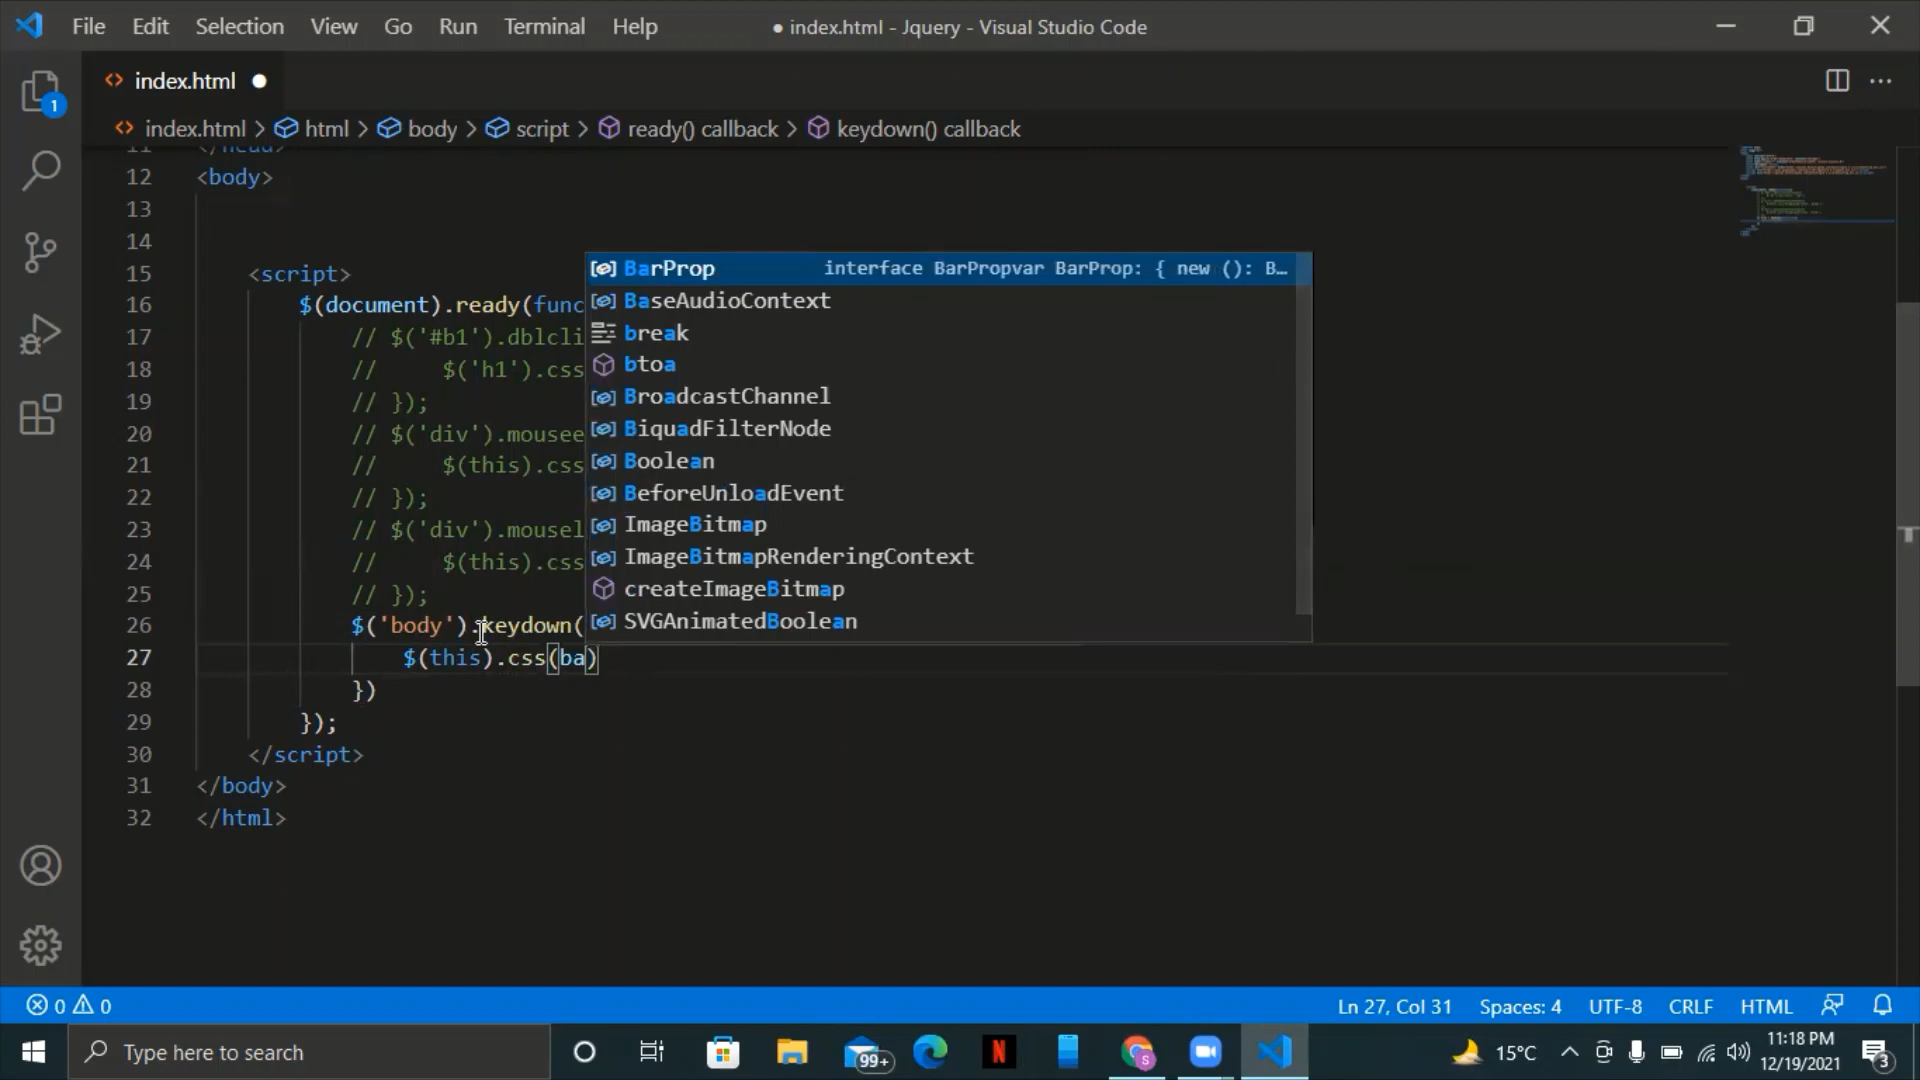 File Edit Selection View Go Run Terminal Help ● index.html - Jquery - Visual Studio Code
index.html
index.html > html > body > script > ready() callback > keydown() callback
11 </head>
12 <body>
13
14
15 <script>
16 $(document).ready(func
17 // $('#b1').dblcli
18 // $('h1').css
19 // });
20 // $('div').mousee
21 // $(this).css
22 // });
23 // $('div').mousel
24 // $(this).css
25 // });
26 $('body').keydown(
27 $(this).css(ba)
28 })
29 });
30 </script>
31 </body>
32 </html>
BarProp interface BarPropvar BarProp: { new (): B…
BaseAudioContext
break
btoa
BroadcastChannel
BiquadFilterNode
Boolean
BeforeUnloadEvent
ImageBitmap
ImageBitmapRenderingContext
createImageBitmap
SVGAnimatedBoolean
1
0 0 Ln 27, Col 31 Spaces: 4 UTF-8 CRLF HTML
Type here to search 99+ N S 15°C 11:18 PM 3
12/19/2021